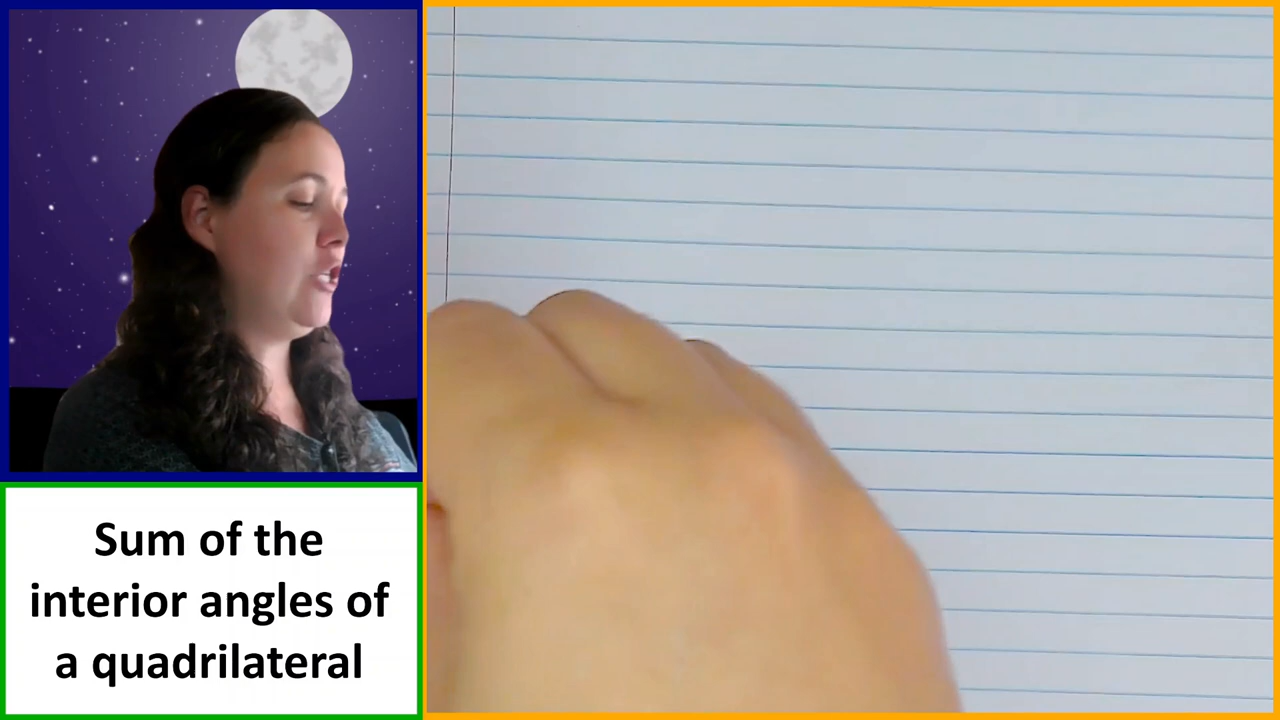 Sum of the
interior angles of
a quadrilateral